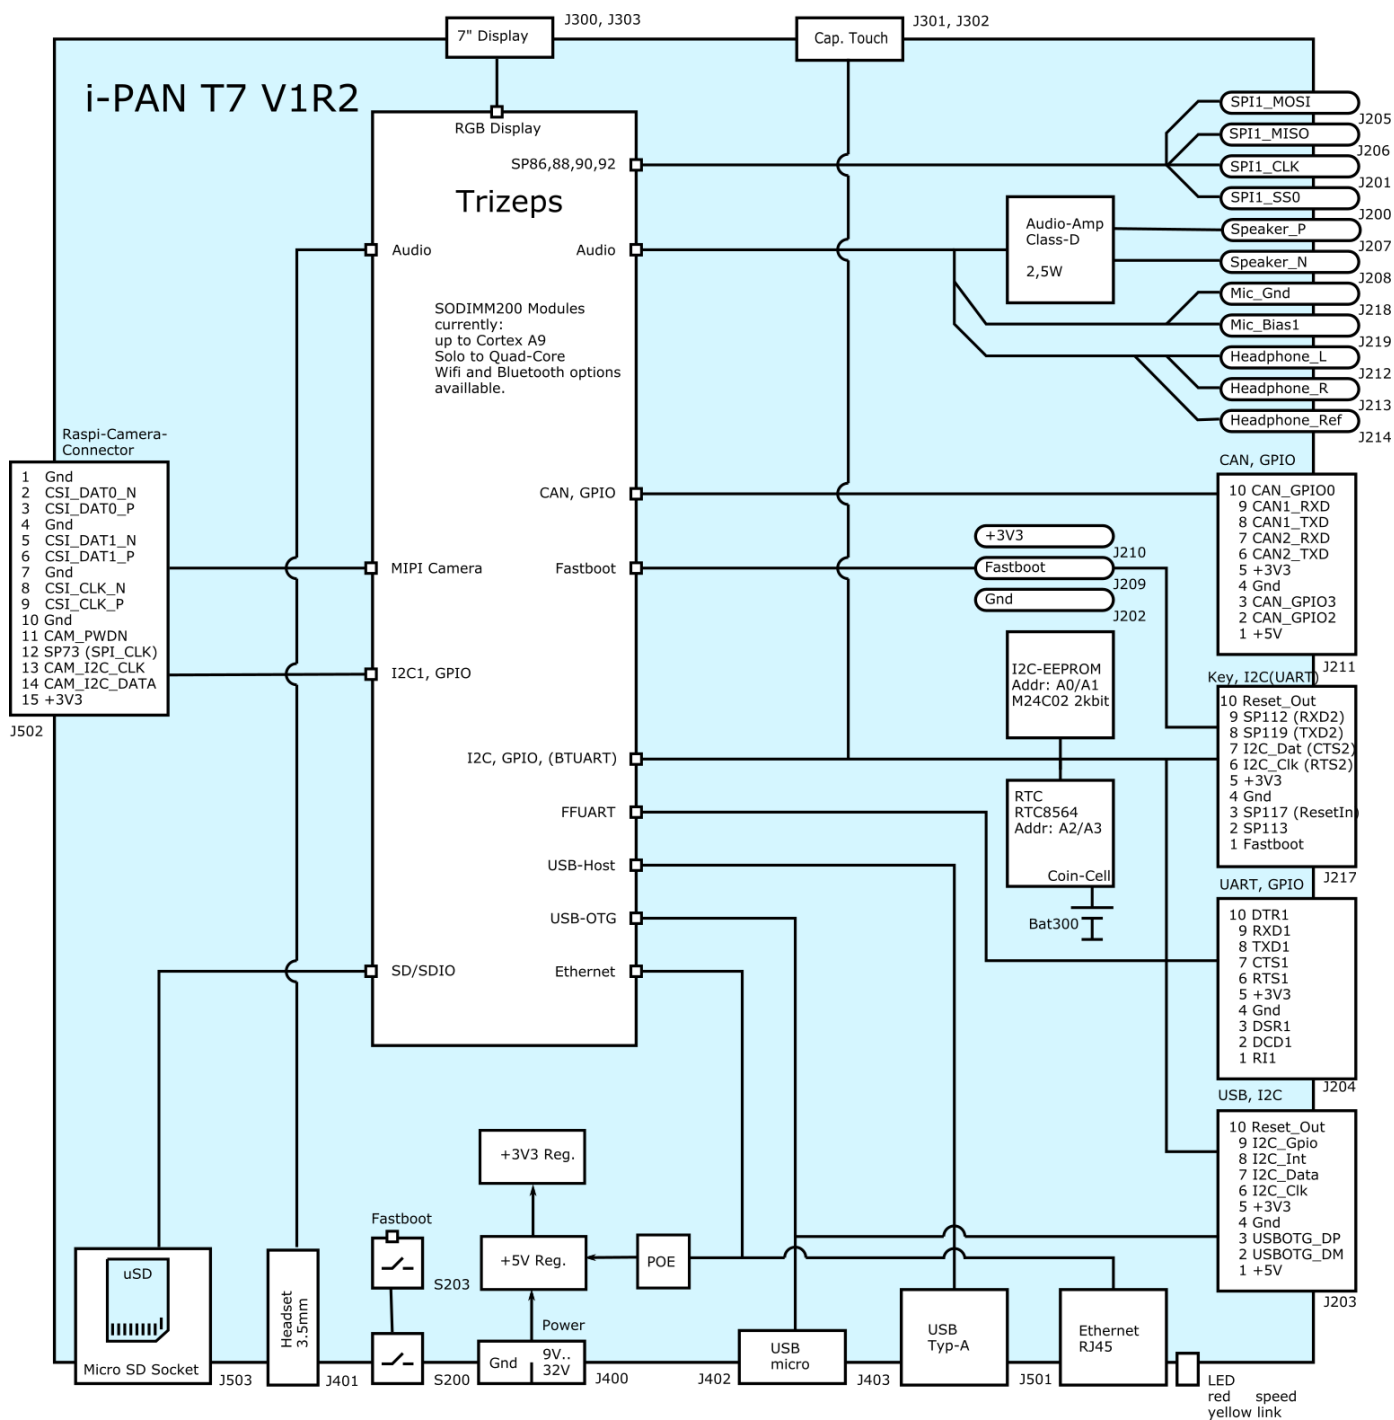 J300, J303
7" Display
J301, J302
Cap. Touch
i-PAN T7 V1R2
RGB Display
SP86,88,90,92
Trizeps
Audio
Audio
SODIMM200 Modules
currently:
up to Cortex A9
Solo to Quad-Core
Wifi and Bluetooth options
availlable.
CAN, GPIO
MIPI Camera
Fastboot
I2C1, GPIO
I2C, GPIO, (BTUART)
FFUART
USB-Host
USB-OTG
SD/SDIO
Ethernet
SPI1_MOSI
J205
SPI1_MISO
J206
SPI1_CLK
J201
SPI1_SS0
J200
Speaker_P
J207
Speaker_N
J208
Mic_Gnd
J218
Mic_Bias1
J219
Headphone_L
J212
Headphone_R
J213
Headphone_Ref
J214
Audio-Amp
Class-D
2,5W
Raspi-Camera-
Connector
1 Gnd
2 CSI_DAT0_N
3 CSI_DAT0_P
4 Gnd
5 CSI_DAT1_N
6 CSI_DAT1_P
7 Gnd
8 CSI_CLK_N
9 CSI_CLK_P
10 Gnd
11 CAM_PWDN
12 SP73 (SPI_CLK)
13 CAM_I2C_CLK
14 CAM_I2C_DATA
15 +3V3
J502
CAN, GPIO
10 CAN_GPIO0
9 CAN1_RXD
8 CAN1_TXD
7 CAN2_RXD
6 CAN2_TXD
5 +3V3
4 Gnd
3 CAN_GPIO3
2 CAN_GPIO2
1 +5V
J211
+3V3
J210
Fastboot
J209
Gnd
J202
I2C-EEPROM
Addr: A0/A1
M24C02 2kbit
RTC
RTC8564
Addr: A2/A3
Coin-Cell
Bat300
Key, I2C(UART)
10 Reset_Out
9 SP112 (RXD2)
8 SP119 (TXD2)
7 I2C_Dat (CTS2)
6 I2C_Clk (RTS2)
5 +3V3
4 Gnd
3 SP117 (ResetIn)
2 SP113
1 Fastboot
J217
UART, GPIO
10 DTR1
9 RXD1
8 TXD1
7 CTS1
6 RTS1
5 +3V3
4 Gnd
3 DSR1
2 DCD1
1 RI1
J204
USB, I2C
10 Reset_Out
9 I2C_Gpio
8 I2C_Int
7 I2C_Data
6 I2C_Clk
5 +3V3
4 Gnd
3 USBOTG_DP
2 USBOTG_DM
1 +5V
J203
+3V3 Reg.
+5V Reg.
POE
Fastboot
S203
S200
uSD
Micro SD Socket
J503
Headset
3.5mm
J401
Power
Gnd
9V..
32V
J400
USB
micro
J402
USB
Typ-A
J403
Ethernet
RJ45
J501
LED
red speed
yellow link